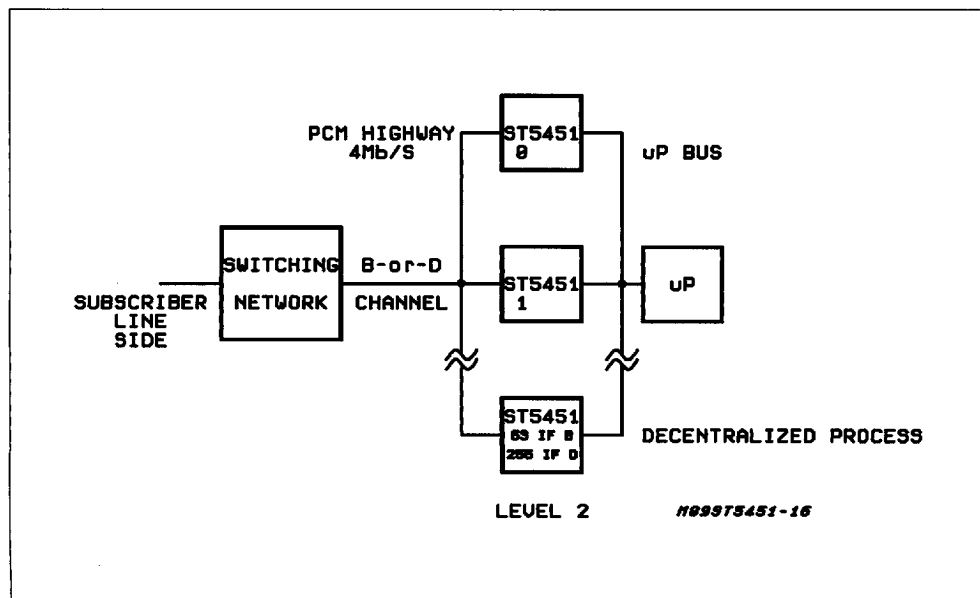 PCM HIGHWAY
4Mb/S
ST5451
0
uP BUS
SWITCHING
NETWORK
B-or-D
CHANNEL
SUBSCRIBER
LINE
SIDE
ST5451
1
uP
ST5451
63 IF B
255 IF D
DECENTRALIZED PROCESS
LEVEL 2
M99ST5451-16